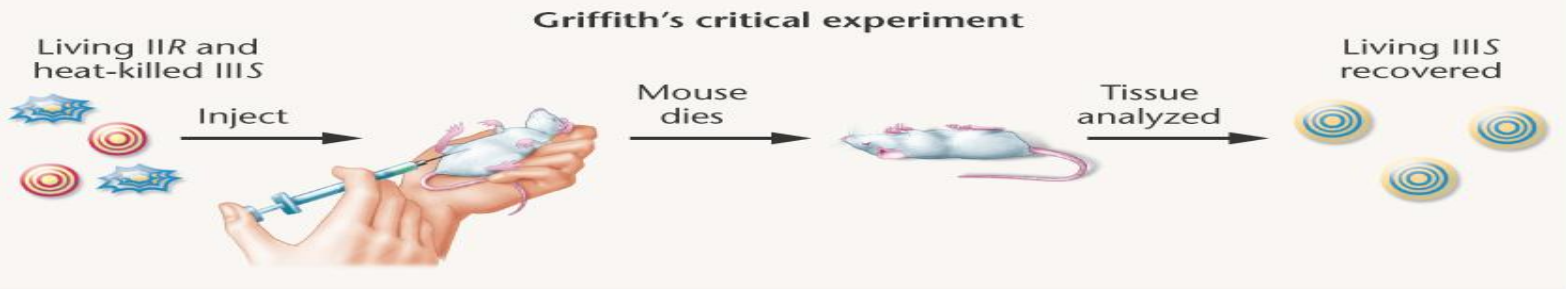 Griffith's critical experiment
Living IIR and
heat-killed IIIS
Inject
Mouse
dies
Tissue
analyzed
Living IIIS
recovered